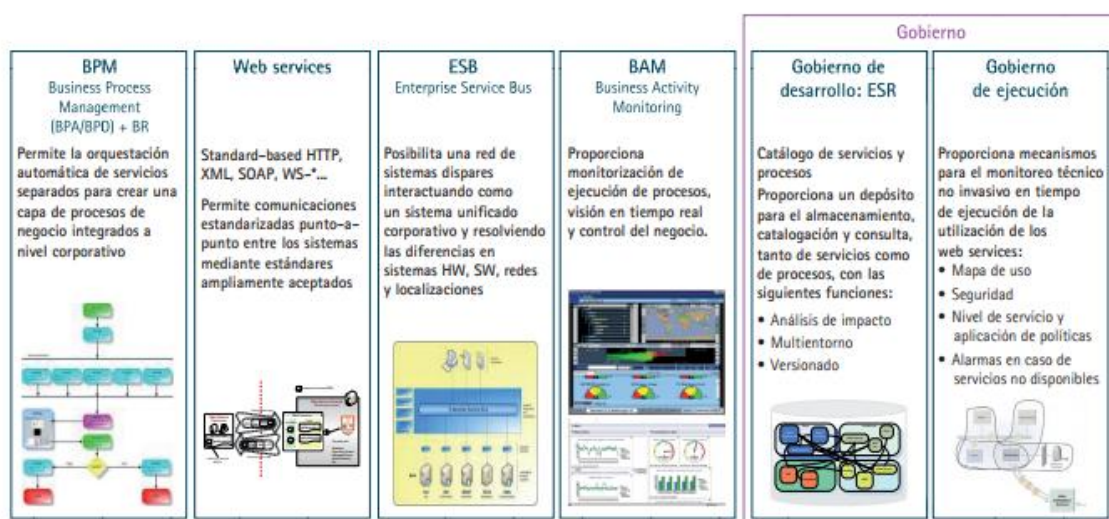 Gobierno
BPM
Business Process
Management
(BPA/BPD) + BR
Permite la orquestación
automática de servicios
separados para crear una
capa de procesos de
negocio integrados a
nivel corporativo
Web services
Standard-based HTTP,
XML, SOAP, WS-*...
Permite comunicaciones
estandarizadas punto-a-
punto entre los sistemas
mediante estándares
ampliamente aceptados
ESB
Enterprise Service Bus
Posibilita una red de
sistemas dispares
interactuando como
un sistema unificado
corporativo y resolviendo
las diferencias en
sistemas HW, SW, redes
y localizaciones
BAM
Business Activity
Monitoring
Proporciona
monitorización de
ejecución de procesos,
visión en tiempo real
y control del negocio.
Gobierno de
desarrollo: ESR
Catálogo de servicios y
procesos
Proporciona un depósito
para el almacenamiento,
catalogación y consulta,
tanto de servicios como
de procesos, con las
siguientes funciones:
• Análisis de impacto
• Multientorno
• Versionado
Gobierno
de ejecución
Proporciona mecanismos
para el monitoreo técnico
no invasivo en tiempo
de ejecución de la
utilización de los
web services:
• Mapa de uso
• Seguridad
• Nivel de servicio y
aplicación de políticas
• Alarmas en caso de
servicios no disponibles